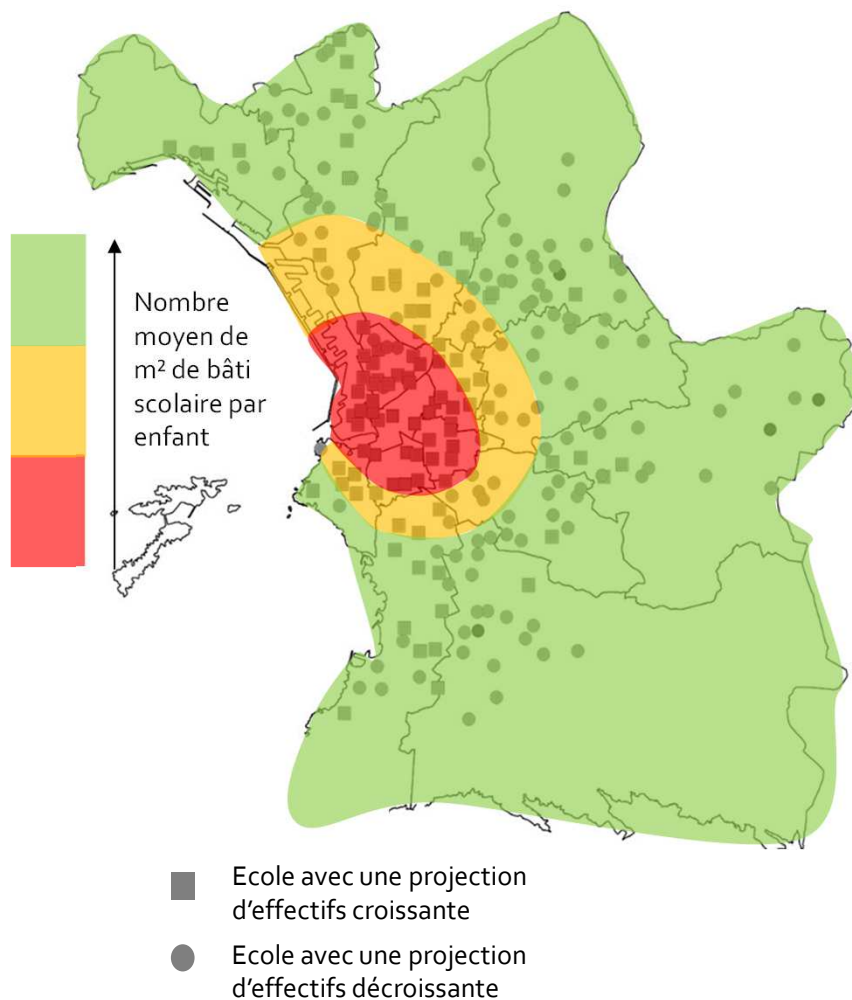 Nombre
moyen de
m² de bâti
scolaire par
enfant
Ecole avec une projection
d’effectifs croissante
Ecole avec une projection
d’effectifs décroissante